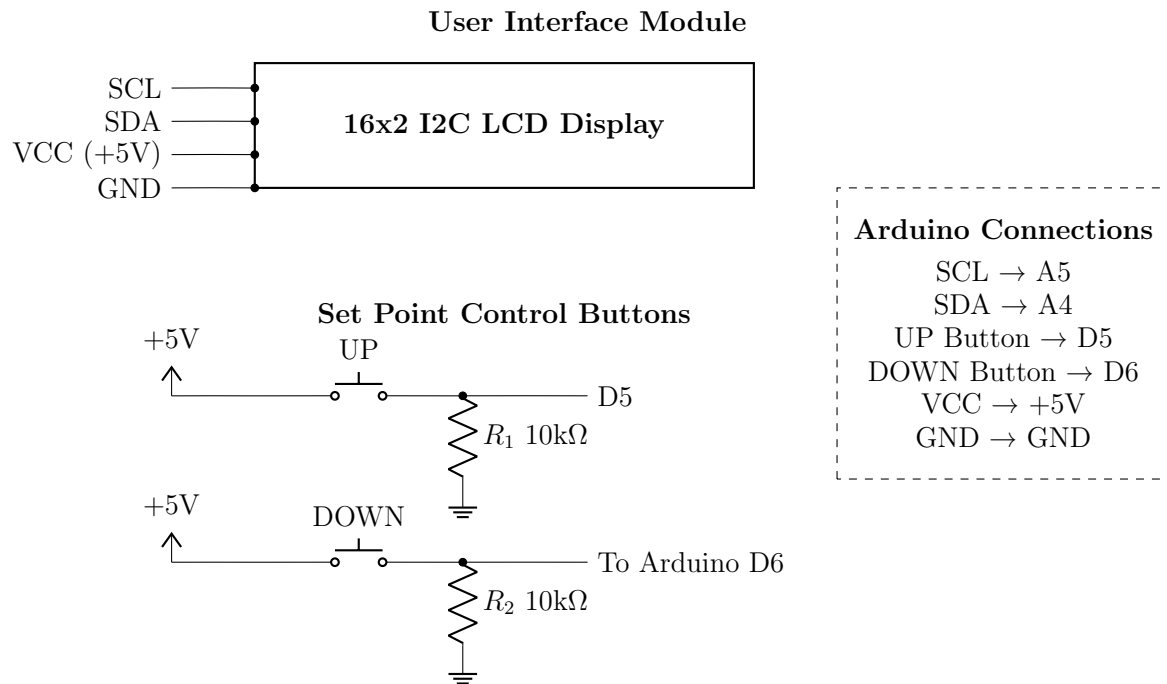 User Interface Module
SCL
SDA
VCC (+5V)
GND
16x2 I2C LCD Display
Arduino Connections
SCL → A5
SDA → A4
UP Button → D5
DOWN Button → D6
VCC → +5V
GND → GND
Set Point Control Buttons
+5V
UP
D5
R₁ 10kΩ
+5V
DOWN
To Arduino D6
R₂ 10kΩ